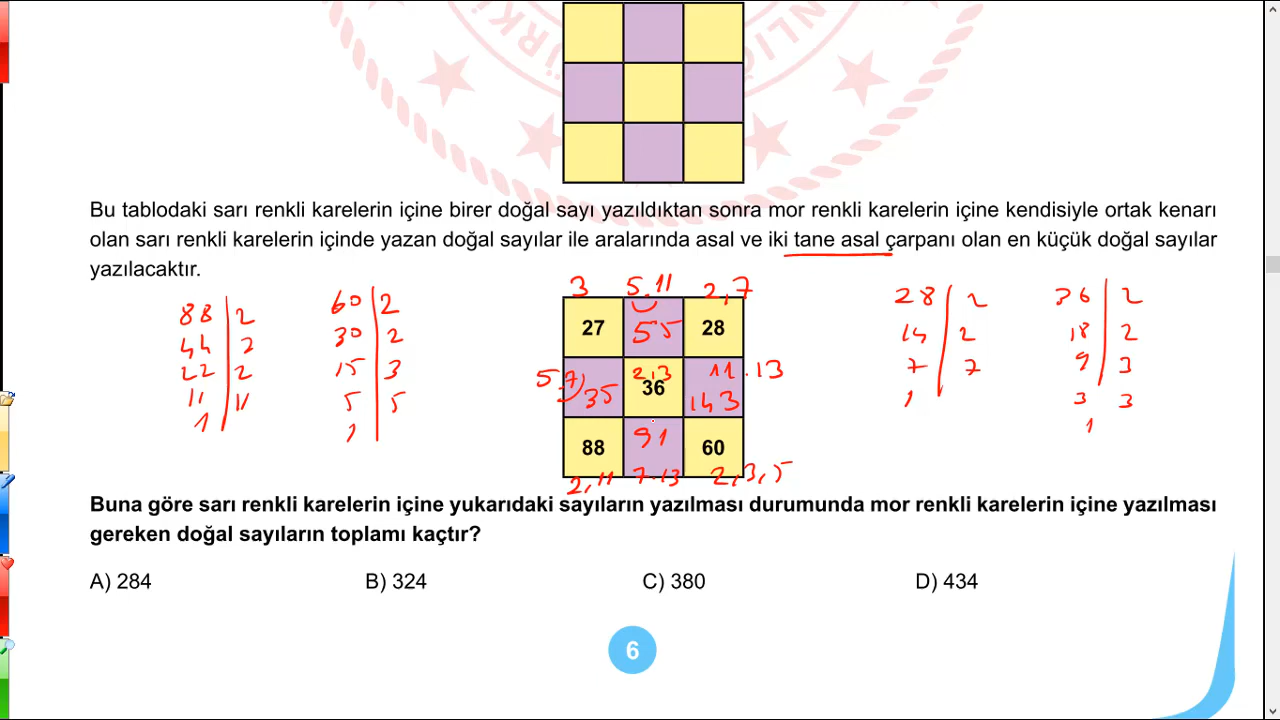 Bu tablodaki sarı renkli karelerin içine birer doğal sayı yazıldıktan sonra mor renkli karelerin içine kendisiyle ortak kenarı
olan sarı renkli karelerin içinde yazan doğal sayılar ile aralarında asal ve iki tane asal çarpanı olan en küçük doğal sayılar
yazılacaktır.
88 2
44 2
22 2
11 11
1
60 2
30 2
15 3
5 5
1
3 5.11 2,7
27 55 28
5.7 35 2,3 36 11.13 143
88 91 60
2,11 7.13 2,3,5
28 2
14 2
7 7
1
36 2
18 2
9 3
3 3
1
Buna göre sarı renkli karelerin içine yukarıdaki sayıların yazılması durumunda mor renkli karelerin içine yazılması
gereken doğal sayıların toplamı kaçtır?
A) 284 B) 324 C) 380 D) 434
6